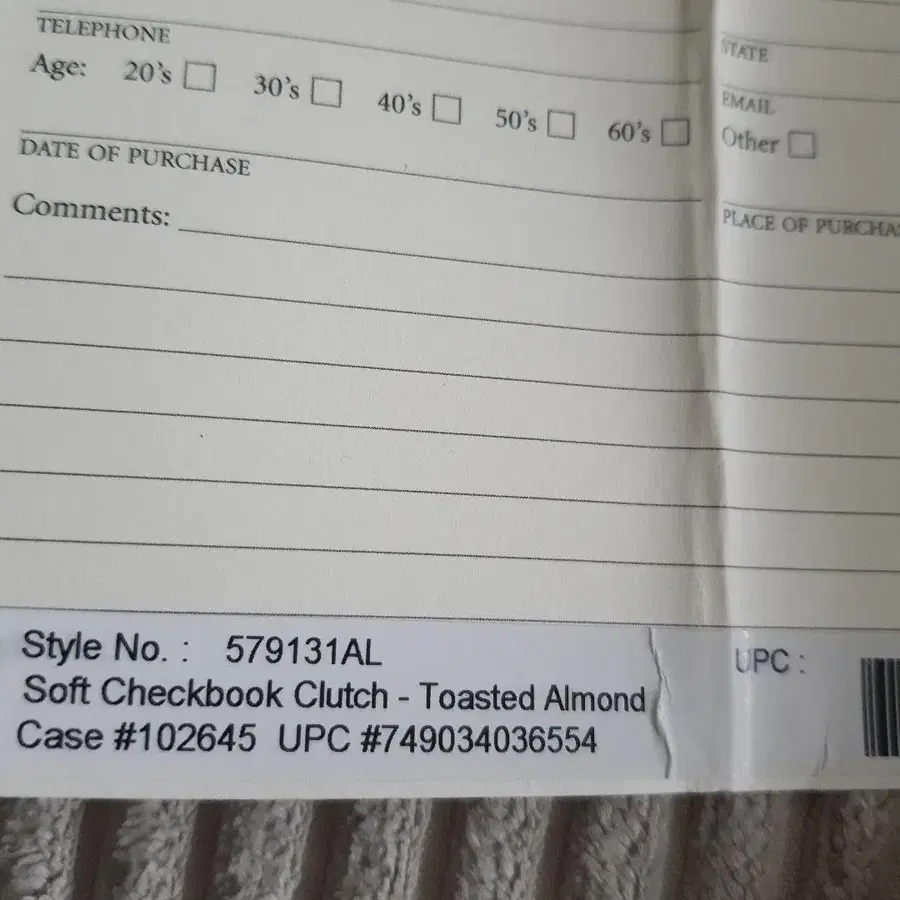 TELEPHONE
STATE
Age: 20's 30's 40's 50's 60's Other
EMAIL
DATE OF PURCHASE
PLACE OF PURCHA
Comments:
Style No. : 579131AL
UPC :
Soft Checkbook Clutch - Toasted Almond
Case #102645 UPC #749034036554